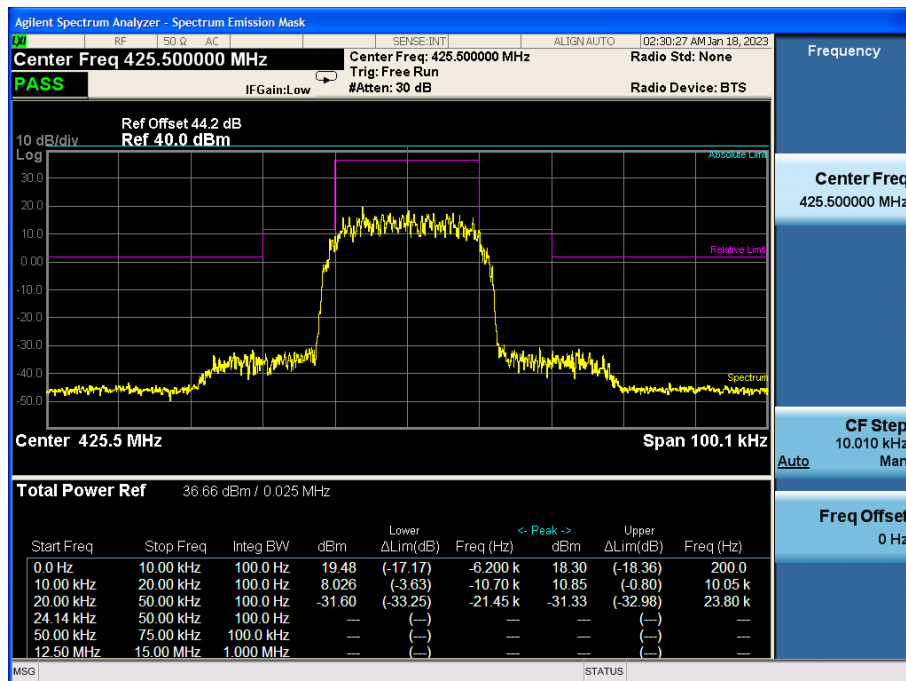 Agilent Spectrum Analyzer - Spectrum Emission Mask
LXI RF 50 Ω AC SENSE:INT ALIGN AUTO 02:30:27 AM Jan 18, 2023
Center Freq 425.500000 MHz Center Freq: 425.500000 MHz Radio Std: None
Trig: Free Run
PASS IFGain:Low #Atten: 30 dB Radio Device: BTS
Ref Offset 44.2 dB
10 dB/div Ref 40.0 dBm
Log
Absolute Limit
30.0
20.0
10.0
Relative Limit
0.00
-10.0
-20.0
-30.0
-40.0
Spectrum
-50.0
Center 425.5 MHz Span 100.1 kHz
Total Power Ref 36.66 dBm / 0.025 MHz
Lower <- Peak -> Upper
Start Freq Stop Freq Integ BW dBm ΔLim(dB) Freq (Hz) dBm ΔLim(dB) Freq (Hz)
0.0 Hz 10.00 kHz 100.0 Hz 19.48 (-17.17) -6.200 k 18.30 (-18.36) 200.0
10.00 kHz 20.00 kHz 100.0 Hz 8.026 (-3.63) -10.70 k 10.85 (-0.80) 10.05 k
20.00 kHz 50.00 kHz 100.0 Hz -31.60 (-33.25) -21.45 k -31.33 (-32.98) 23.80 k
24.14 kHz 50.00 kHz 100.0 Hz --- (---) --- --- (---) ---
50.00 kHz 75.00 kHz 100.0 kHz --- (---) --- --- (---) ---
12.50 MHz 15.00 MHz 1.000 MHz --- (---) --- --- (---) ---
MSG STATUS
Frequency
Center Freq
425.500000 MHz
CF Step
10.010 kHz
Auto Man
Freq Offset
0 Hz